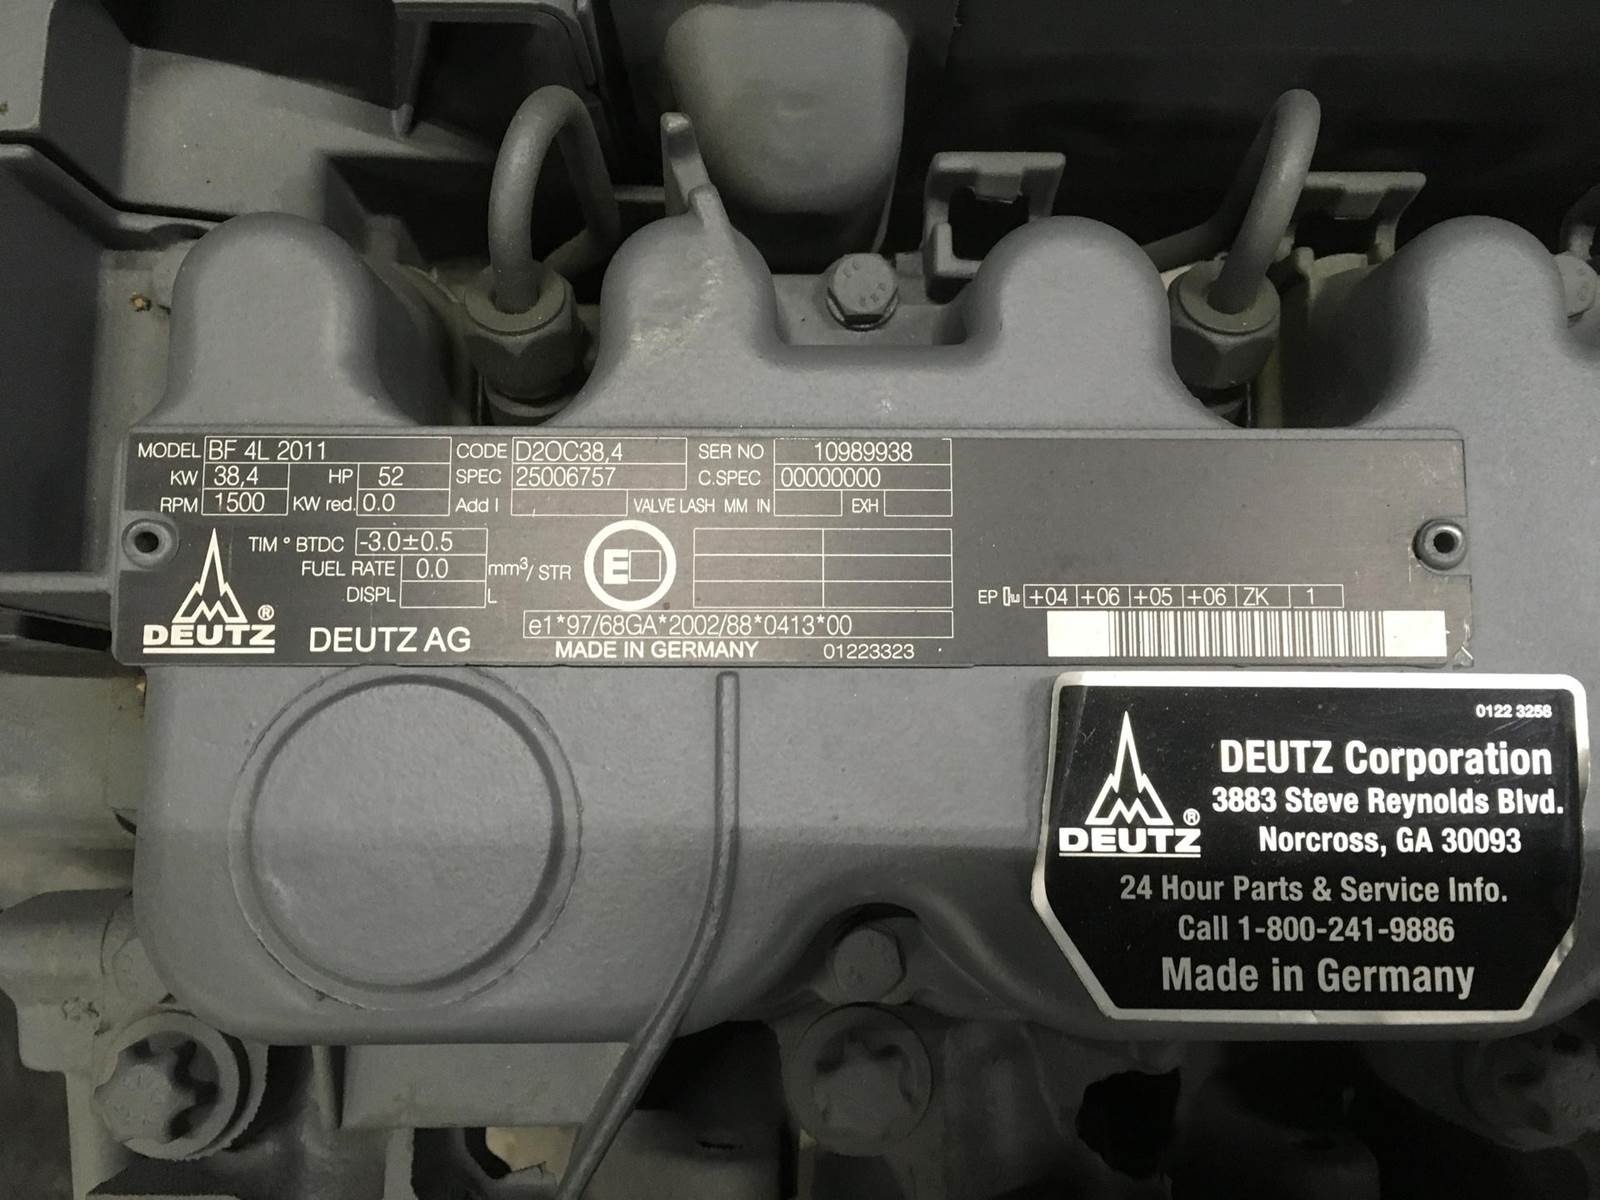 MODEL BF 4L 2011 CODE D2OC38,4 SER NO 10989938
KW 38,4 HP 52 SPEC 25006757 C.SPEC 00000000
RPM 1500 KW red. 0.0 Add I VALVE LASH MM IN EXH
TIM ° BTDC -3.0±0.5
FUEL RATE 0.0 mm³/ STR
DISPL L
E
EP +04 +06 +05 +06 ZK 1
DEUTZ ® DEUTZ AG
e1*97/68GA*2002/88*0413*00
MADE IN GERMANY 01223323
0122 3258
DEUTZ ®
DEUTZ Corporation
3883 Steve Reynolds Blvd.
Norcross, GA 30093
24 Hour Parts & Service Info.
Call 1-800-241-9886
Made in Germany